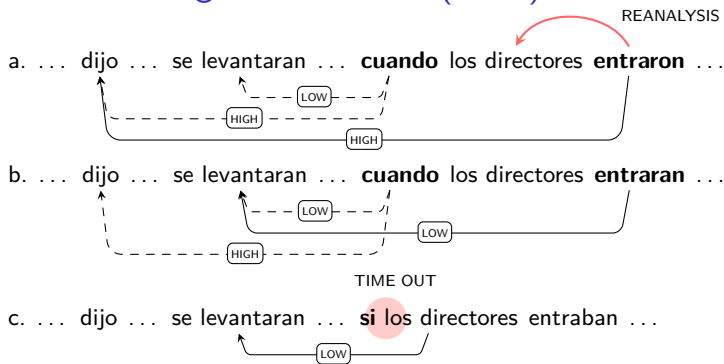 REANALYSIS
a. ... dijo ... se levantaran ... cuando los directores entraron ...
LOW
HIGH
HIGH
b. ... dijo ... se levantaran ... cuando los directores entraran ...
LOW
LOW
HIGH
TIME OUT
c. ... dijo ... se levantaran ... si los directores entraban ...
LOW